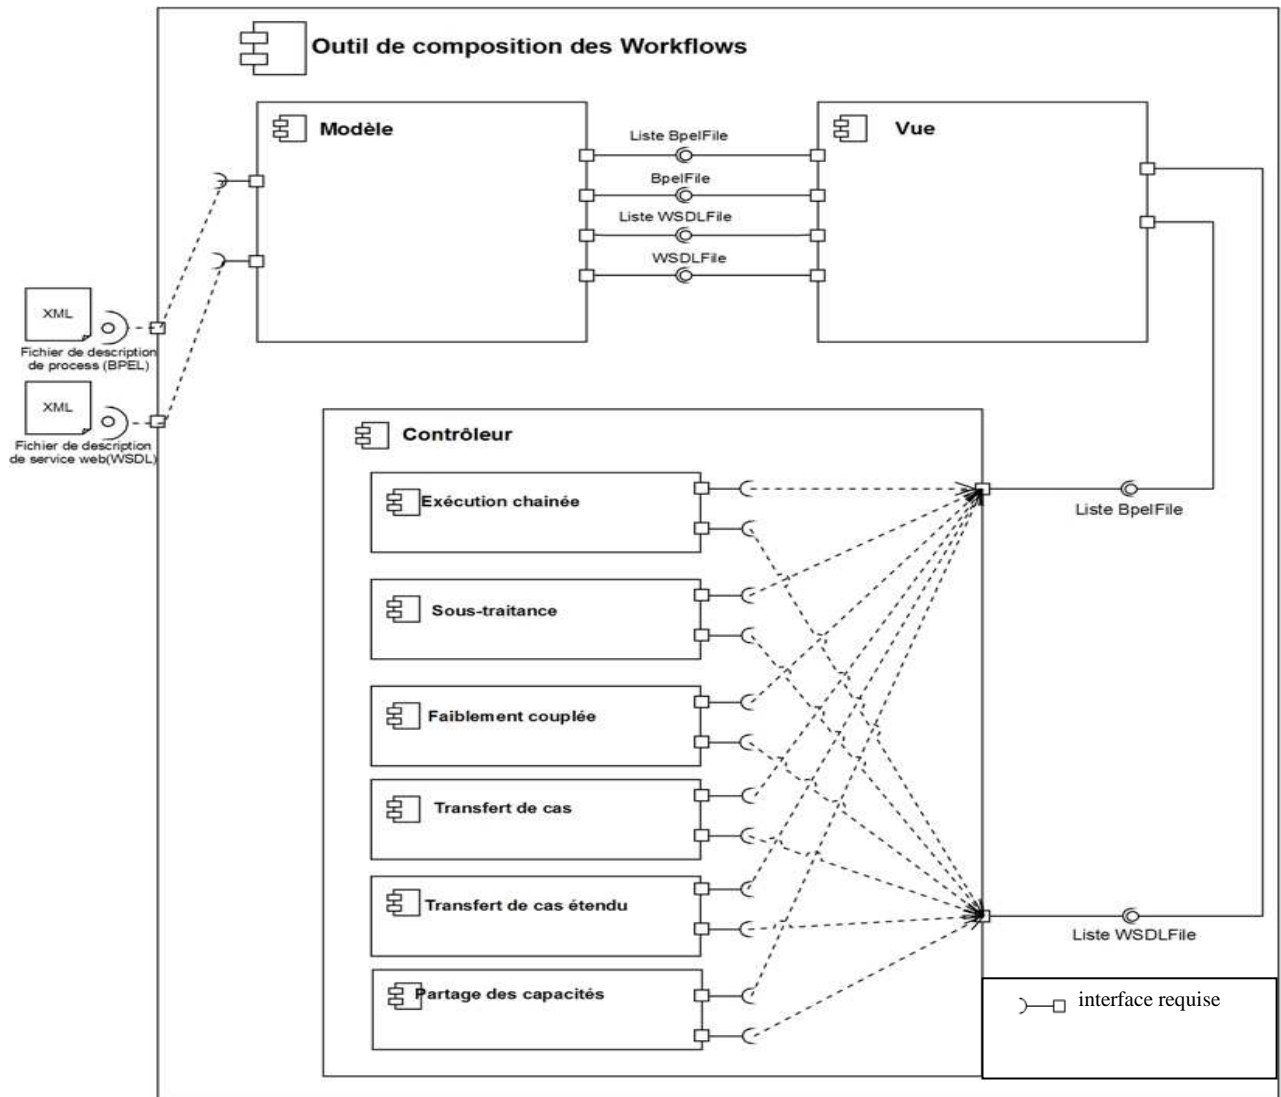 Outil de composition des Workflows
Modèle
Vue
Liste BpelFile
BpelFile
Liste WSDLFile
WSDLFile
XML
Fichier de description
de process (BPEL)
XML
Fichier de description
de service web(WSDL)
Contrôleur
Exécution chainée
Sous-traitance
Faiblement couplée
Transfert de cas
Transfert de cas étendu
Partage des capacités
Liste BpelFile
Liste WSDLFile
interface requise